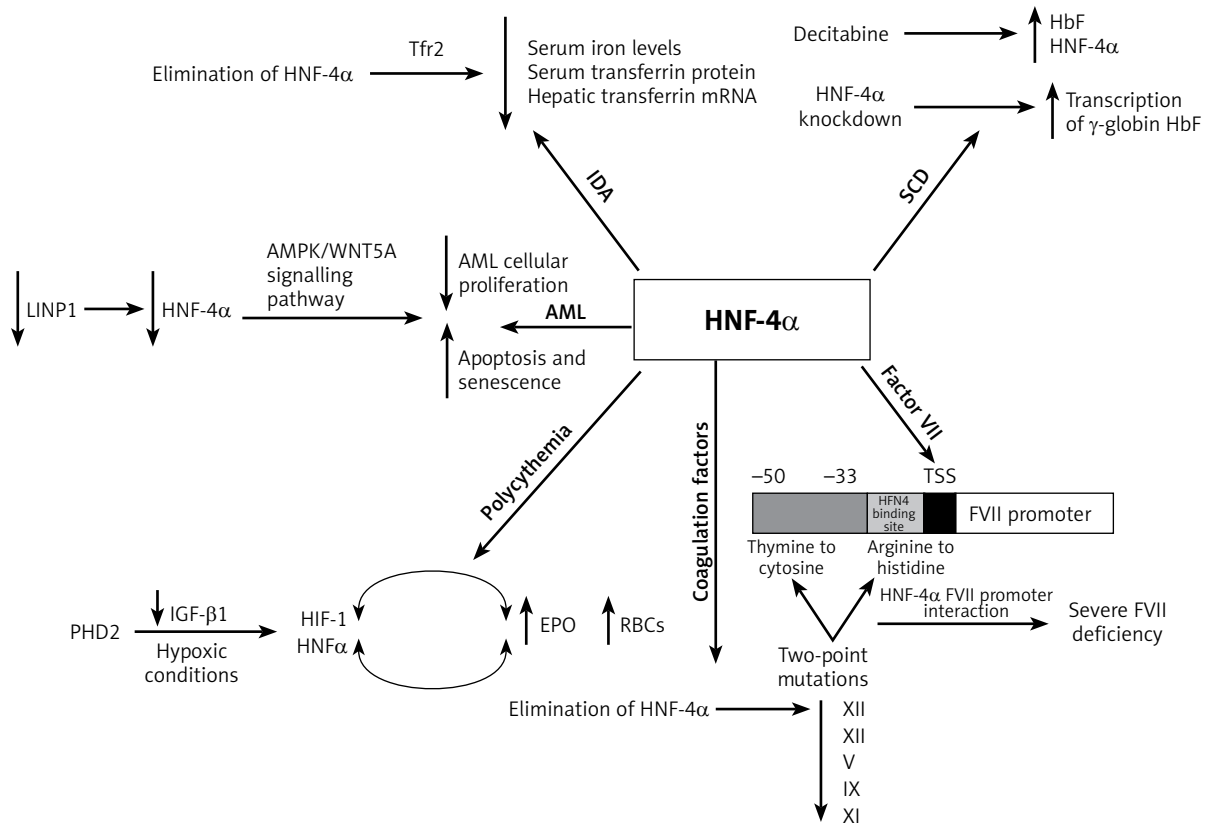 Tfr2
Elimination of HNF-4α
Serum iron levels
Serum transferrin protein
Hepatic transferrin mRNA
Decitabine
HbF
HNF-4α
HNF-4α
knockdown
Transcription
of γ-globin HbF
IDA
SCD
LINP1
HNF-4α
AMPK/WNT5A
signalling
pathway
AML cellular
proliferation
AML
Apoptosis and
senescence
HNF-4α
Polycythemia
Coagulation factors
Factor VII
–50
–33
TSS
HFN4
binding
site
FVII promoter
Thymine to
cytosine
Arginine to
histidine
HNF-4α FVII promoter
interaction
Severe FVII
deficiency
Two-point
mutations
PHD2
IGF-β1
Hypoxic
conditions
HIF-1
HNFα
EPO
RBCs
Elimination of HNF-4α
XII
XII
V
IX
XI